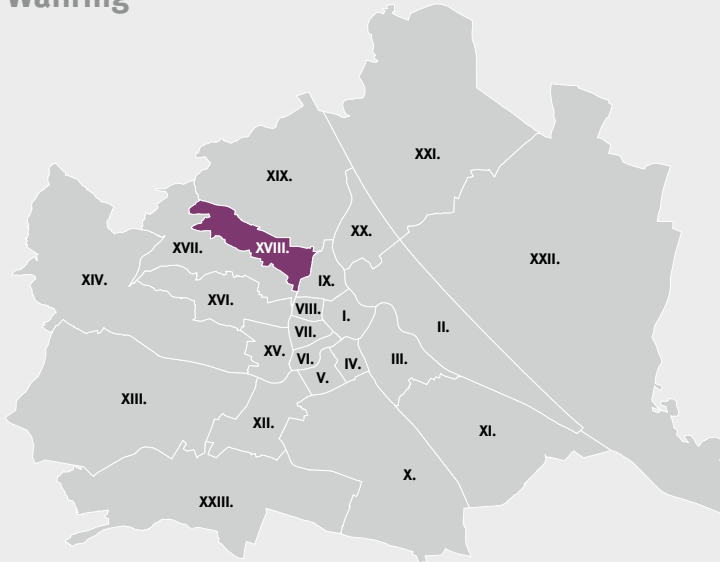 Währing
XXI.
XIX.
XX.
XVIII.
XVII.
XXII.
XIV.
IX.
XVI.
VIII.
I.
II.
VII.
XV.
VI.
IV.
III.
V.
XIII.
XII.
XI.
X.
XXIII.